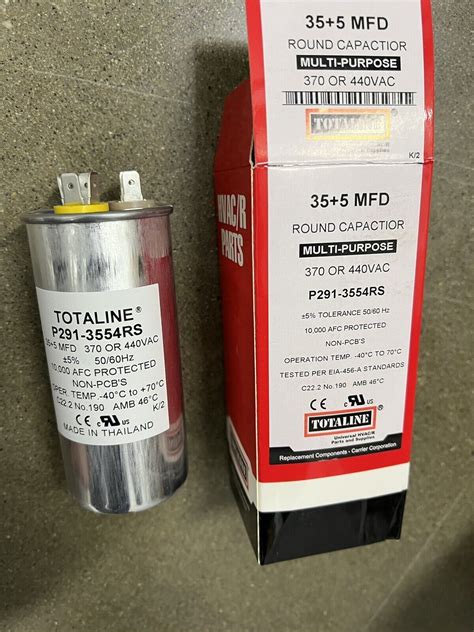 35+5 MFD
ROUND CAPACTIOR
MULTI-PURPOSE
370 OR 440VAC
TOTALINE
K/2
HVAC/R
PARTS
35+5 MFD
ROUND CAPACTIOR
MULTI-PURPOSE
370 OR 440VAC
P291-3554RS
±5% TOLERANCE 50/60 Hz
10,000 AFC PROTECTED
NON-PCB'S
OPERATION TEMP. -40°C TO 70°C
TESTED PER EIA-456-A STANDARDS
C22.2 No.190 AMB 46°C
CE c RU us
TOTALINE
Universal HVAC/R
Parts and Supplies
Replacement Components - Carrier Corporation
TOTALINE®
P291-3554RS
35+5 MFD 370 OR 440VAC
±5% 50/60Hz
10,000 AFC PROTECTED
NON-PCB'S
OPER. TEMP. -40°C to +70°C
C22.2 No.190 AMB 46°C
CE c RU us K/2
MADE IN THAILAND